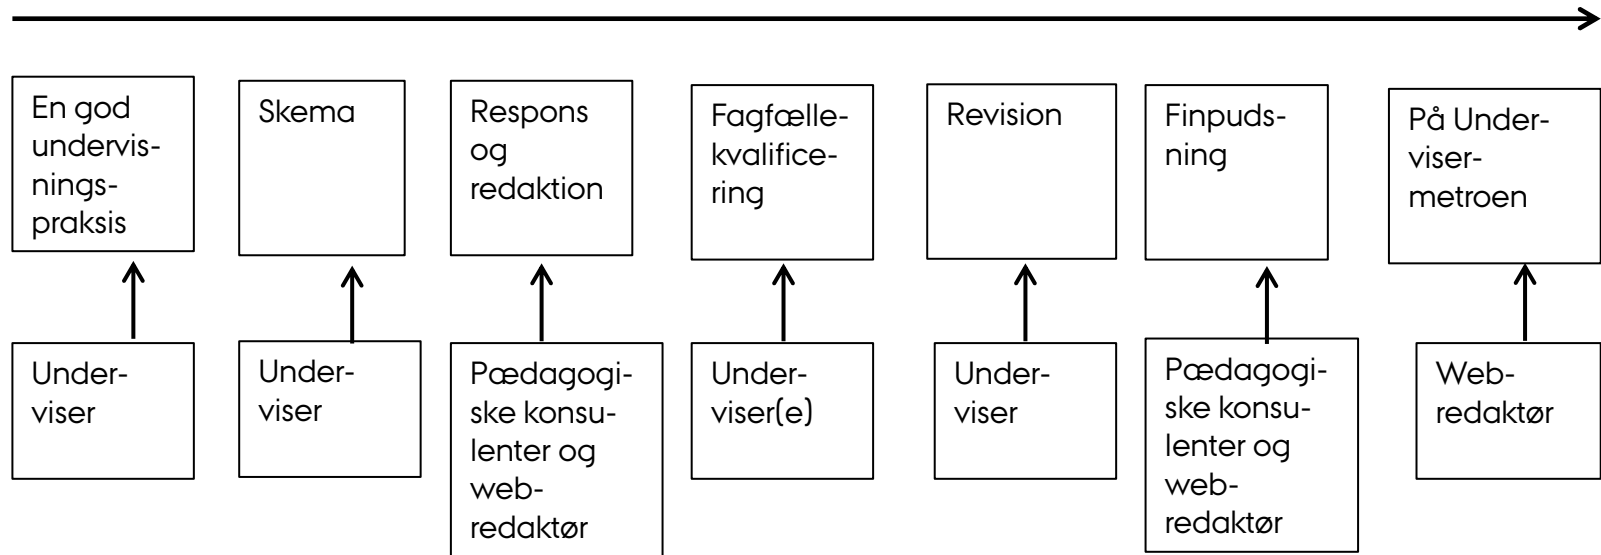 En god
undervis-
nings-
praksis
Skema
Respons
og
redaktion
Fagfælle-
kvalifice-
ring
Revision
Finpuds-
ning
På Under-
viser-
metroen
Under-
viser
Under-
viser
Pædagogi-
ske konsu-
lenter og
web-
redaktør
Under-
viser(e)
Under-
viser
Pædagogi-
ske konsu-
lenter og
web-
redaktør
Web-
redaktør